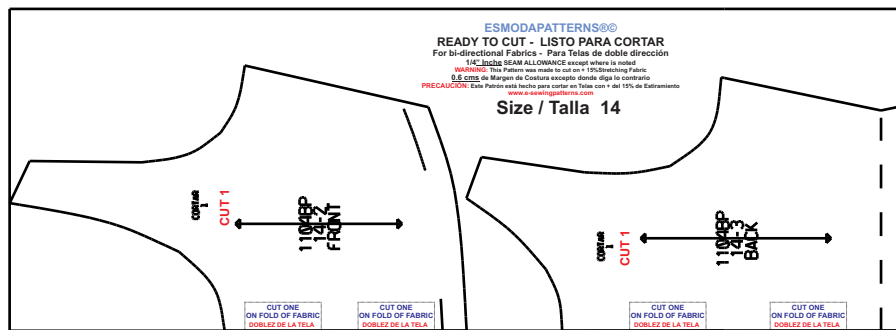 ESMODAPATTERNS®©
READY TO CUT - LISTO PARA CORTAR
For bi-directional Fabrics - Para Telas de doble dirección
1/4" Inche SEAM ALLOWANCE except where is noted
WARNING: This Pattern was made to cut on + 15%Stretching Fabric
0.6 cms de Margen de Costura excepto donde diga lo contrario
PRECAUCIÓN: Este Patrón está hecho para cortar en Telas con + del 15% de Estiramiento
www.e-sewingpatterns.com
Size / Talla 14
CORTAR
1
CUT 1
1104BP
14-2
FRONT
CORTAR
1
CUT 1
1104BP
14-3
BACK
CUT ONE
ON FOLD OF FABRIC
DOBLEZ DE LA TELA
CUT ONE
ON FOLD OF FABRIC
DOBLEZ DE LA TELA
CUT ONE
ON FOLD OF FABRIC
DOBLEZ DE LA TELA
CUT ONE
ON FOLD OF FABRIC
DOBLEZ DE LA TELA